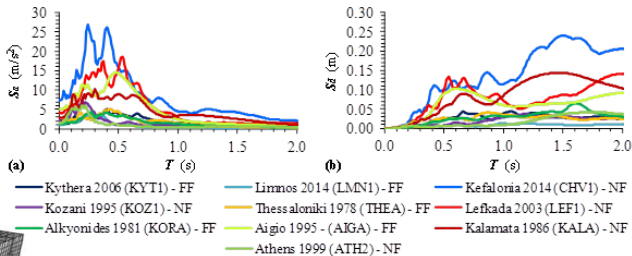 Sa (m/s²)
30
25
20
15
10
5
0
0.0 0.5 1.0 1.5 2.0
(a) T (s)
Sd (m)
0.30
0.25
0.20
0.15
0.10
0.05
0.00
0.0 0.5 1.0 1.5 2.0
(b) T (s)
Kythera 2006 (KYT1) - FF Limnos 2014 (LMN1) - FF Kefalonia 2014 (CHV1) - NF
Kozani 1995 (KOZ1) - NF Thessaloniki 1978 (THEA) - FF Lefkada 2003 (LEF1) - NF
Alkyonides 1981 (KORA) - FF Aigio 1995 - (AIGA) - FF Kalamata 1986 (KALA) - NF
Athens 1999 (ATH2) - NF